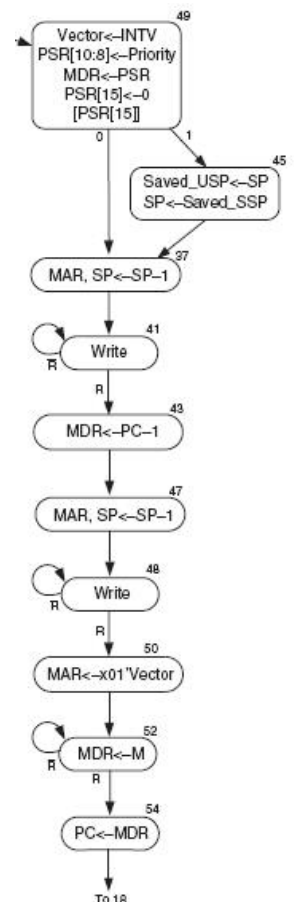 49
Vector<–INTV
PSR[10:8]<–Priority
MDR<–PSR
PSR[15]<–0
[PSR[15]]
0
1
45
Saved_USP<–SP
SP<–Saved_SSP
37
MAR, SP<–SP–1
41
Write
R̅
R
43
MDR<–PC–1
47
MAR, SP<–SP–1
48
Write
R̅
R
50
MAR<–x01'Vector
52
MDR<–M
R̅
R
54
PC<–MDR
To 18